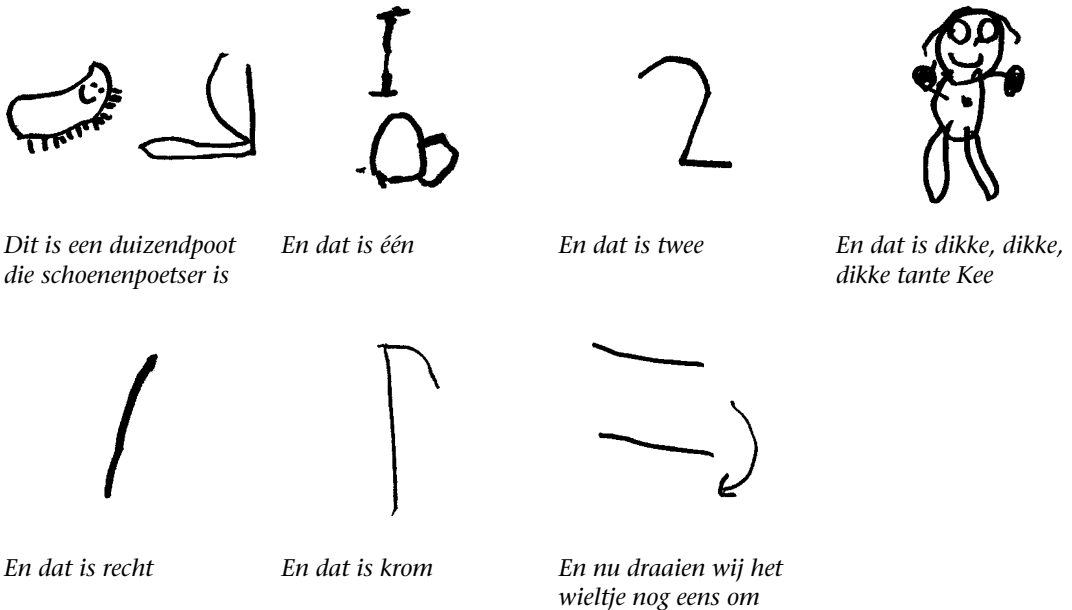 Dit is een duizendpoot
die schoenenpoetser is
En dat is één
En dat is twee
En dat is dikke, dikke,
dikke tante Kee
2
En dat is recht
En dat is krom
En nu draaien wij het
wieltje nog eens om